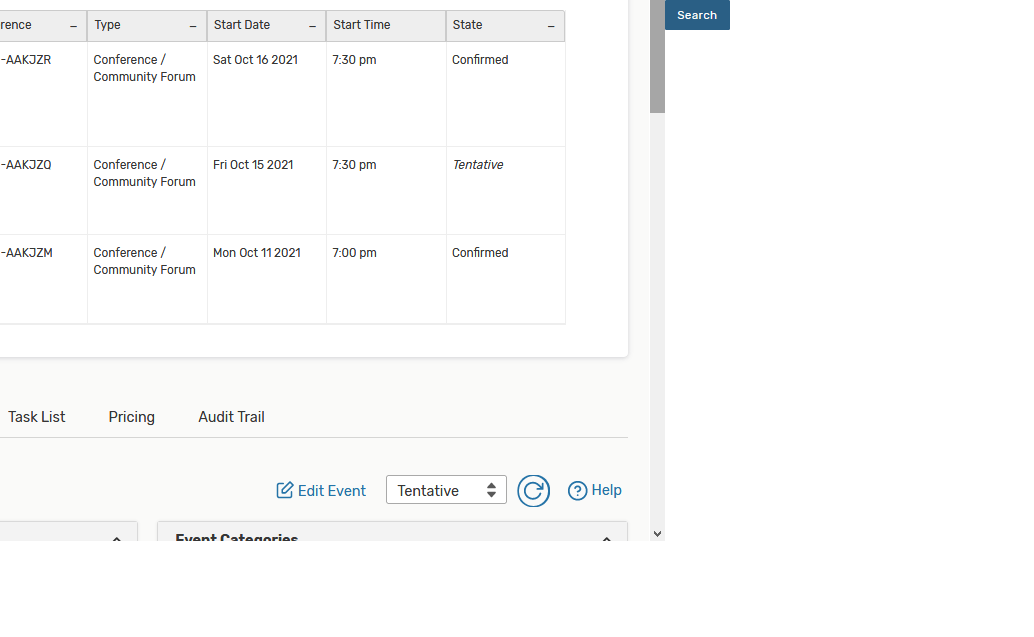 Search
rence – Type – Start Date – Start Time State –
-AAKJZR Conference / Sat Oct 16 2021 7:30 pm Confirmed
Community Forum
-AAKJZQ Conference / Fri Oct 15 2021 7:30 pm Tentative
Community Forum
-AAKJZM Conference / Mon Oct 11 2021 7:00 pm Confirmed
Community Forum
Task List Pricing Audit Trail
Edit Event Tentative Help
Event Categories